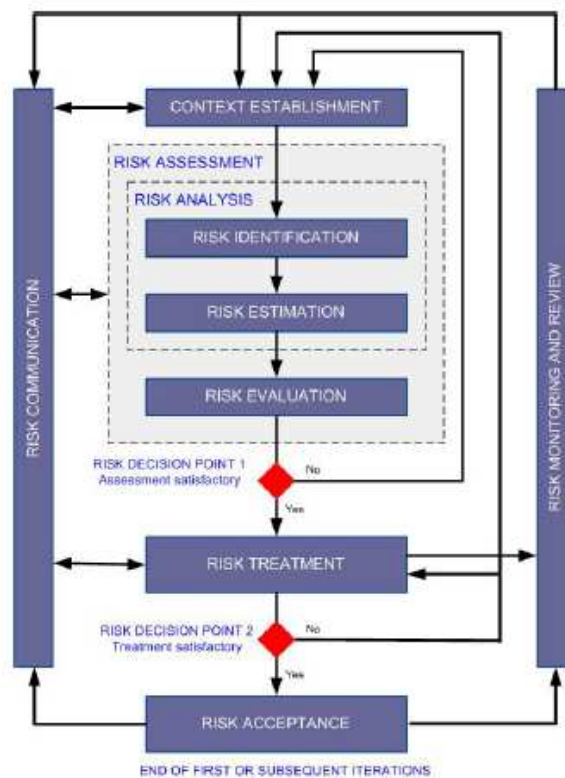 CONTEXT ESTABLISHMENT
RISK ASSESSMENT
RISK ANALYSIS
RISK IDENTIFICATION
RISK ESTIMATION
RISK EVALUATION
RISK COMMUNICATION
RISK MONITORING AND REVIEW
RISK DECISION POINT 1
Assessment satisfactory
No
Yes
RISK TREATMENT
RISK DECISION POINT 2
Treatment satisfactory
No
Yes
RISK ACCEPTANCE
END OF FIRST OR SUBSEQUENT ITERATIONS